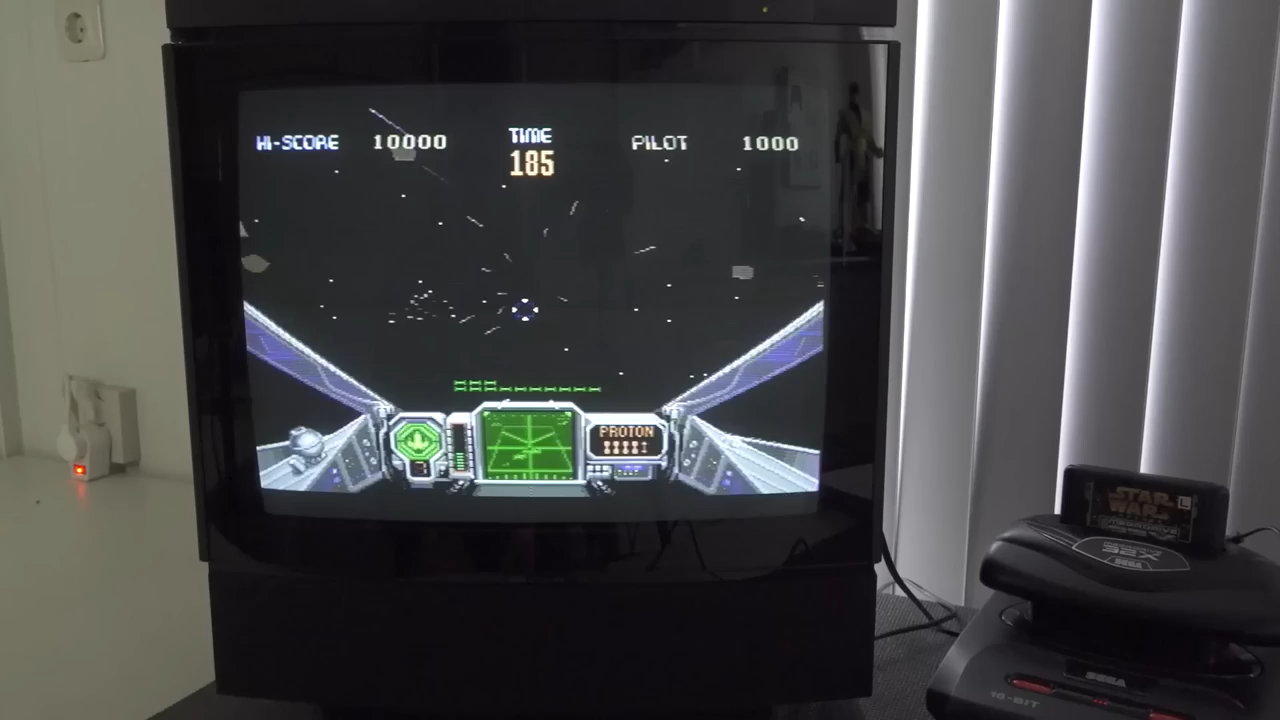 HI-SCORE 10000 TIME PILOT 1000
185
PROTON
STAR
WARS
32X
SEGA
SEGA
16-BIT